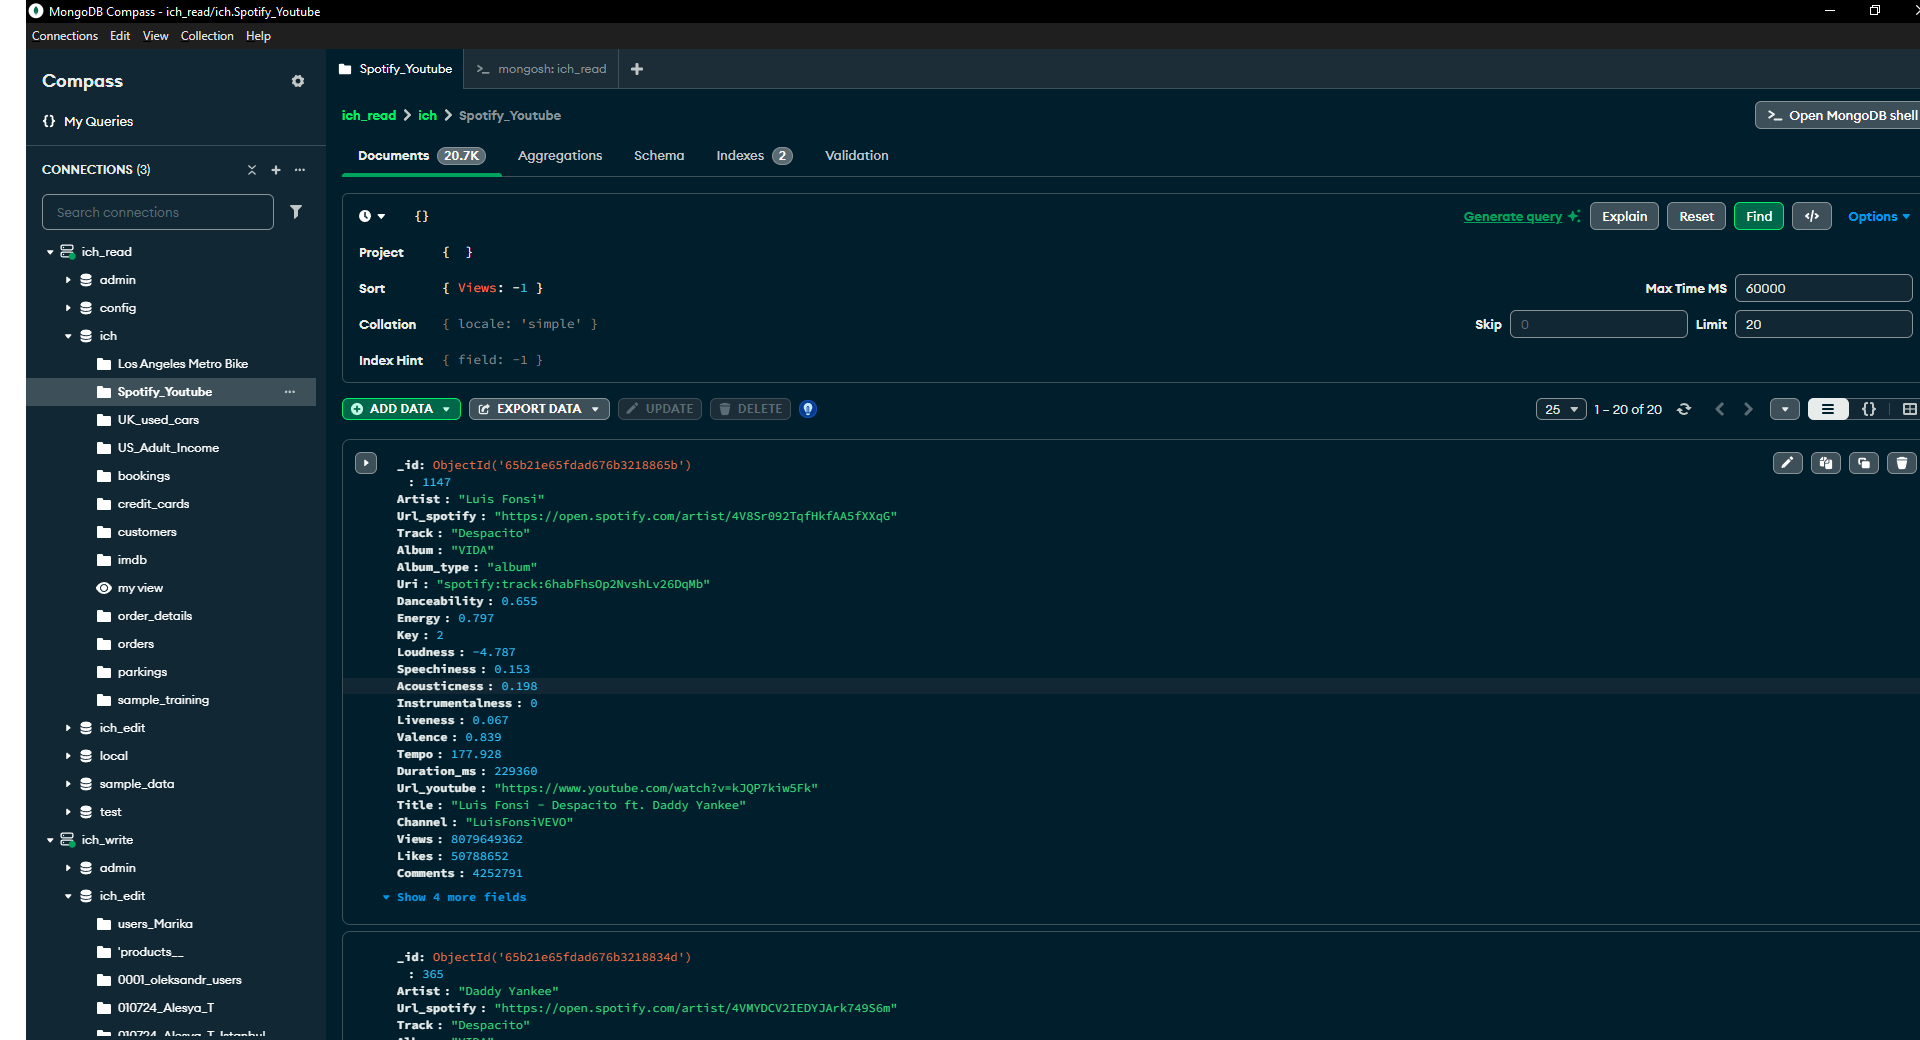 MongoDB Compass - ich_read/ich.Spotify_Youtube
Connections Edit View Collection Help
Compass
My Queries
CONNECTIONS (3)
Search connections
ich_read
admin
config
ich
Los Angeles Metro Bike
Spotify_Youtube
UK_used_cars
US_Adult_Income
bookings
credit_cards
customers
imdb
my view
order_details
orders
parkings
sample_training
ich_edit
local
sample_data
test
ich_write
admin
ich_edit
users_Marika
'products__
0001_oleksandr_users
010724_Alesya_T
010724_Alesya_T_Istanbul
Spotify_Youtube
mongosh: ich_read
ich_read > ich > Spotify_Youtube
>_ Open MongoDB shell
Documents 20.7K Aggregations Schema Indexes 2 Validation
{} Generate query Explain Reset Find </> Options
Project { }
Sort { Views: -1 } Max Time MS 60000
Collation { locale: 'simple' } Skip 0 Limit 20
Index Hint { field: -1 }
ADD DATA EXPORT DATA UPDATE DELETE 25 1 – 20 of 20 {}
_id: ObjectId('65b21e65fdad676b3218865b')
: 1147
Artist : "Luis Fonsi"
Url_spotify : "https://open.spotify.com/artist/4V8Sr092TqfHkfAA5fXXqG"
Track : "Despacito"
Album : "VIDA"
Album_type : "album"
Uri : "spotify:track:6habFhsOp2NvshLv26DqMb"
Danceability : 0.655
Energy : 0.797
Key : 2
Loudness : -4.787
Speechiness : 0.153
Acousticness : 0.198
Instrumentalness : 0
Liveness : 0.067
Valence : 0.839
Tempo : 177.928
Duration_ms : 229360
Url_youtube : "https://www.youtube.com/watch?v=kJQP7kiw5Fk"
Title : "Luis Fonsi - Despacito ft. Daddy Yankee"
Channel : "LuisFonsiVEVO"
Views : 8079649362
Likes : 50788652
Comments : 4252791
Show 4 more fields
_id: ObjectId('65b21e65fdad676b3218834d')
: 365
Artist : "Daddy Yankee"
Url_spotify : "https://open.spotify.com/artist/4VMYDCV2IEDYJArk749S6m"
Track : "Despacito"
Album : "VIDA"